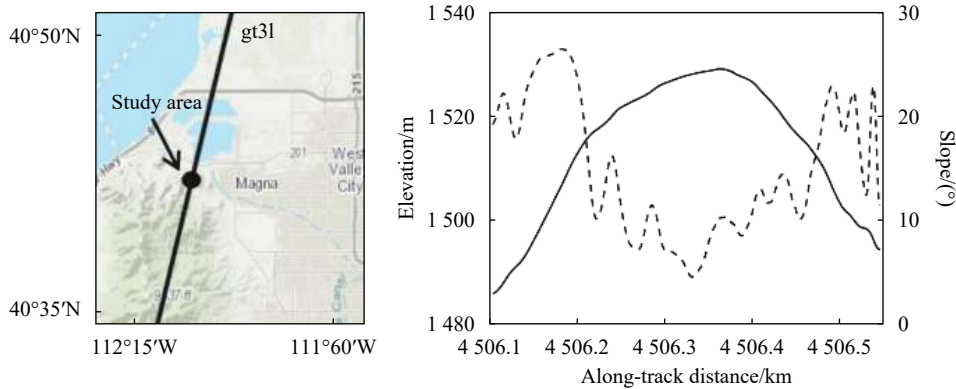 40°50′N
gt3l
215
Study area
Hwy
201
West
Valley
City
Magna
40°35′N
112°15′W
111°60′W
1 540
1 520
1 500
1 480
Elevation/m
30
20
10
0
Slope/(°)
4 506.1
4 506.2
4 506.3
4 506.4
4 506.5
Along-track distance/km